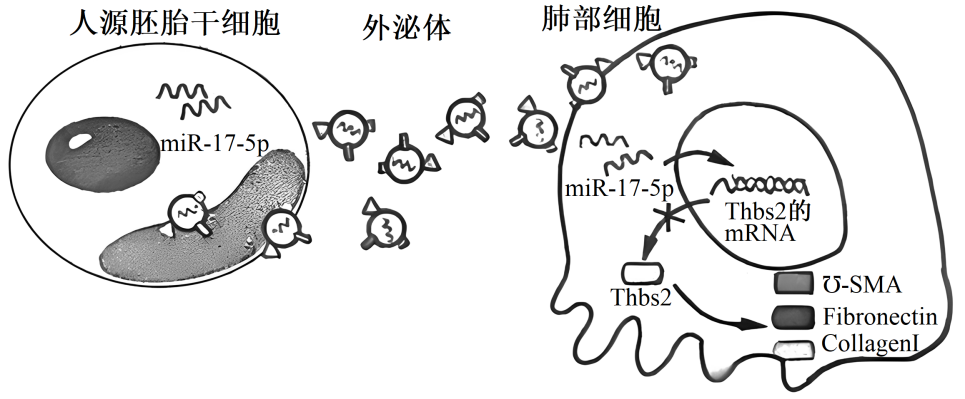 人源胚胎干细胞
外泌体
肺部细胞
miR-17-5p
miR-17-5p
Thbs2的
mRNA
Thbs2
℧-SMA
Fibronectin
CollagenI